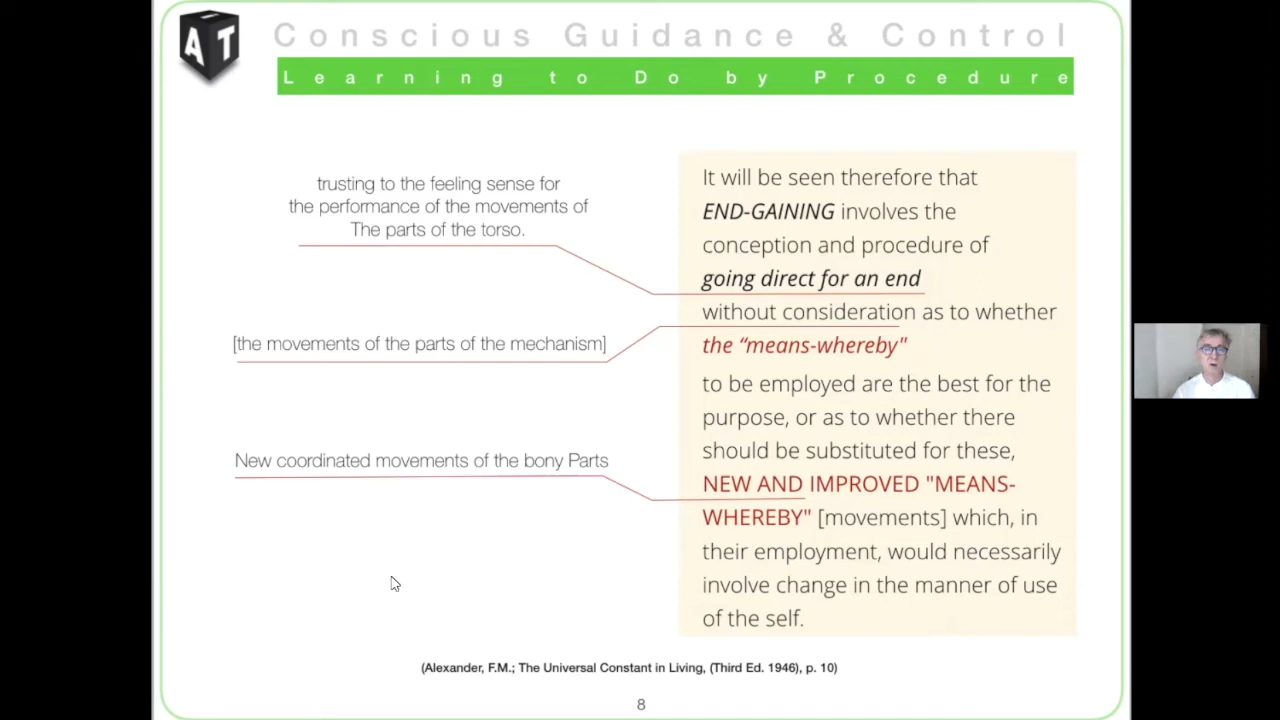 AT
Conscious Guidance & Control
Learning to Do by Procedure
trusting to the feeling sense for
the performance of the movements of
The parts of the torso.
[the movements of the parts of the mechanism]
New coordinated movements of the bony Parts
It will be seen therefore that
END-GAINING involves the
conception and procedure of
going direct for an end
without consideration as to whether
the “means-whereby"
to be employed are the best for the
purpose, or as to whether there
should be substituted for these,
NEW AND IMPROVED "MEANS-
WHEREBY" [movements] which, in
their employment, would necessarily
involve change in the manner of use
of the self.
(Alexander, F.M.; The Universal Constant in Living, (Third Ed. 1946), p. 10)
8